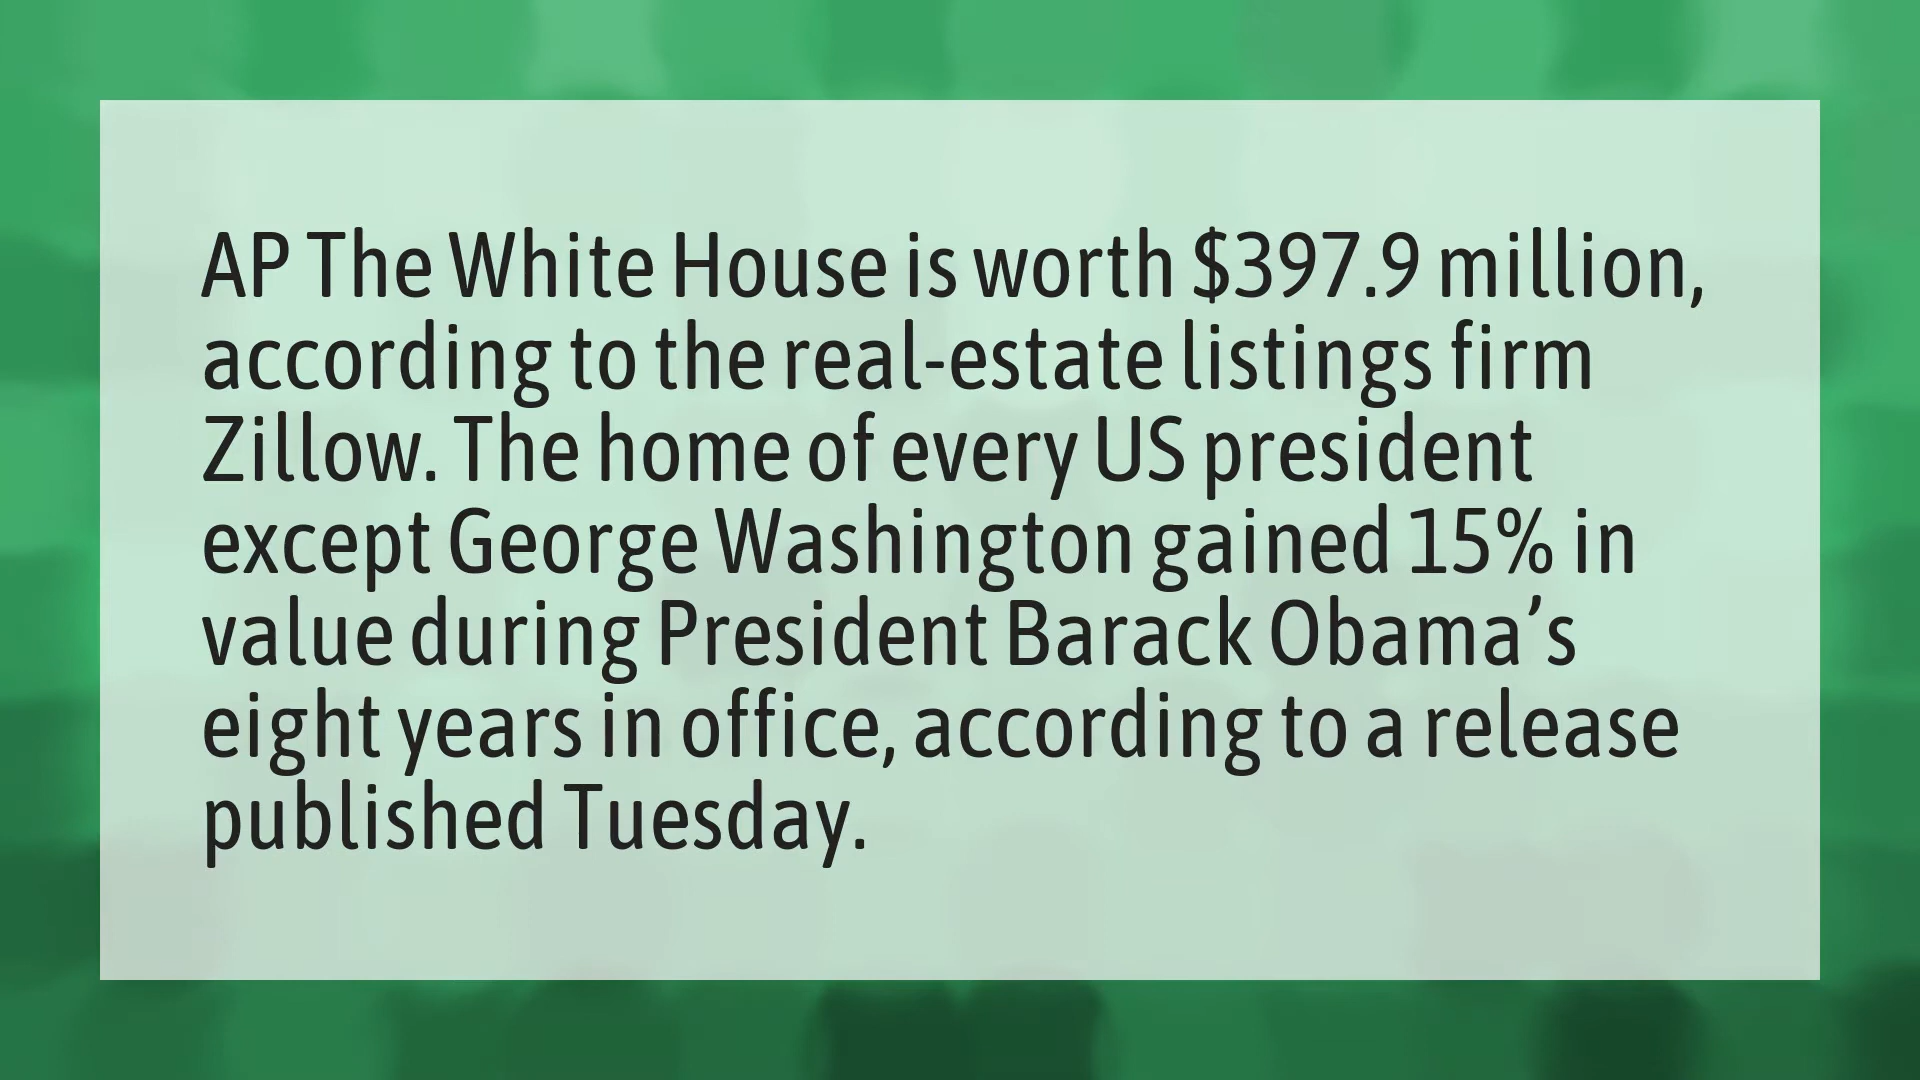 AP The White House is worth $397.9 million,
according to the real-estate listings firm
Zillow. The home of every US president
except George Washington gained 15% in
value during President Barack Obama’s
eight years in office, according to a release
published Tuesday.